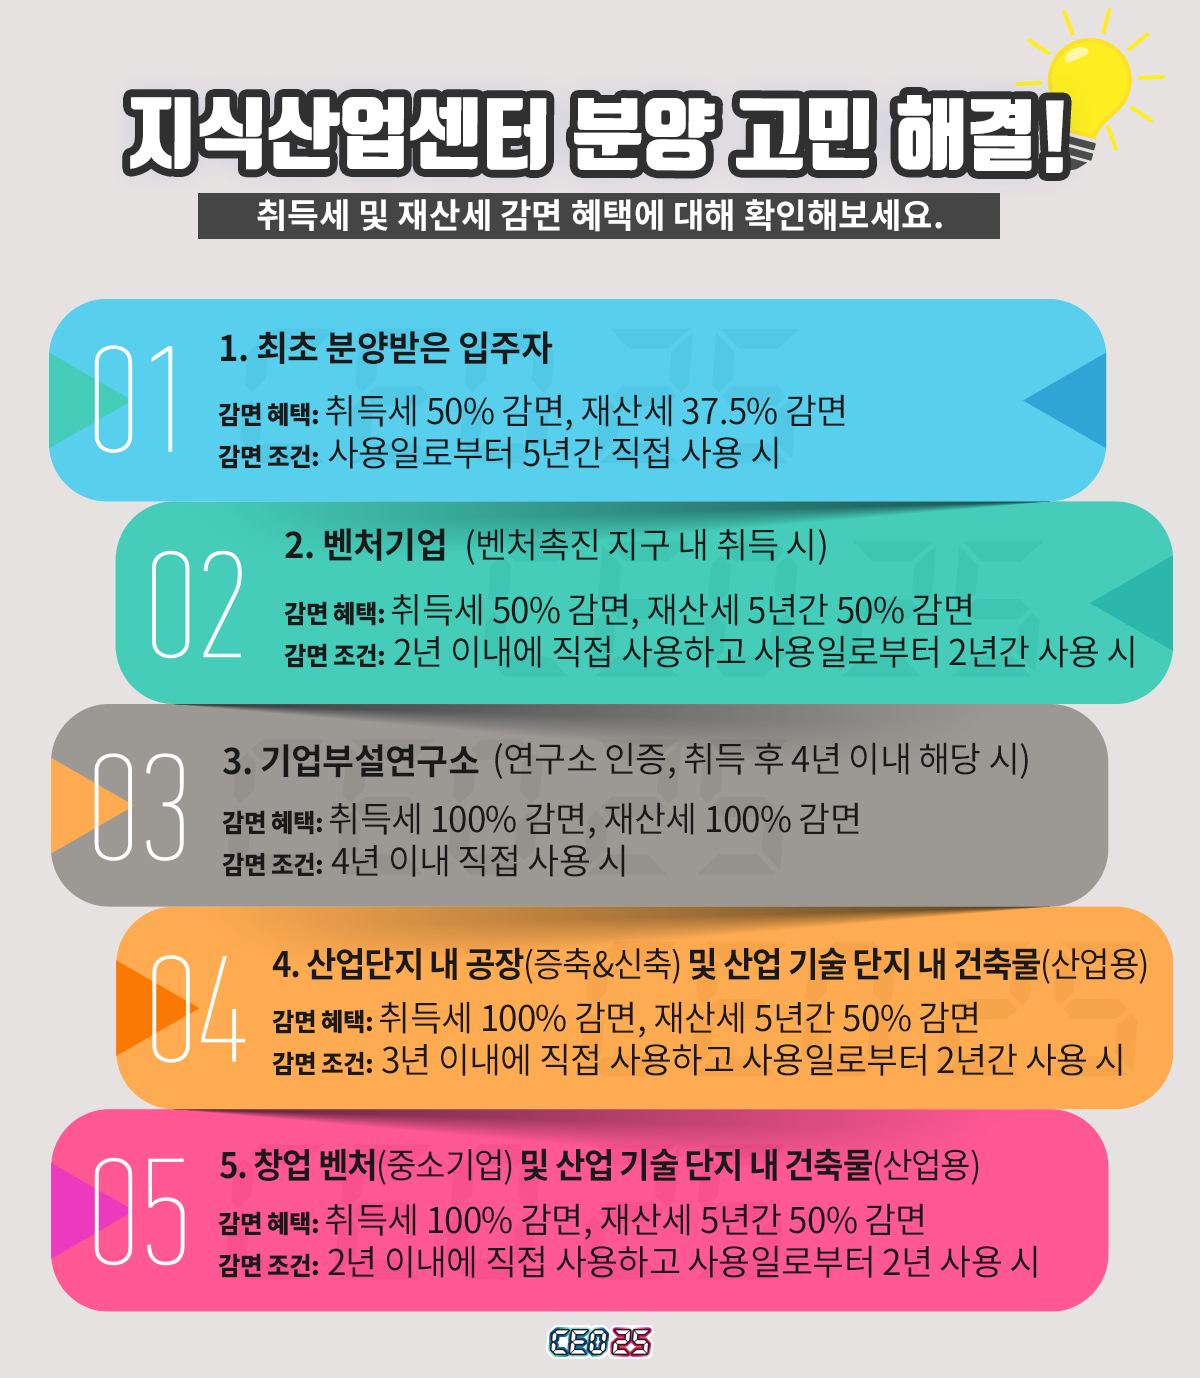 지식산업센터 분양 고민 해결!
취득세 및 재산세 감면 혜택에 대해 확인해보세요.
01
1. 최초 분양받은 입주자
감면 혜택: 취득세 50% 감면, 재산세 37.5% 감면
감면 조건: 사용일로부터 5년간 직접 사용 시
02
2. 벤처기업 (벤처촉진 지구 내 취득 시)
감면 혜택: 취득세 50% 감면, 재산세 5년간 50% 감면
감면 조건: 2년 이내에 직접 사용하고 사용일로부터 2년간 사용 시
03
3. 기업부설연구소 (연구소 인증, 취득 후 4년 이내 해당 시)
감면 혜택: 취득세 100% 감면, 재산세 100% 감면
감면 조건: 4년 이내 직접 사용 시
04
4. 산업단지 내 공장(증축&신축) 및 산업 기술 단지 내 건축물(산업용)
감면 혜택: 취득세 100% 감면, 재산세 5년간 50% 감면
감면 조건: 3년 이내에 직접 사용하고 사용일로부터 2년간 사용 시
05
5. 창업 벤처(중소기업) 및 산업 기술 단지 내 건축물(산업용)
감면 혜택: 취득세 100% 감면, 재산세 5년간 50% 감면
감면 조건: 2년 이내에 직접 사용하고 사용일로부터 2년 사용 시
CEO 25